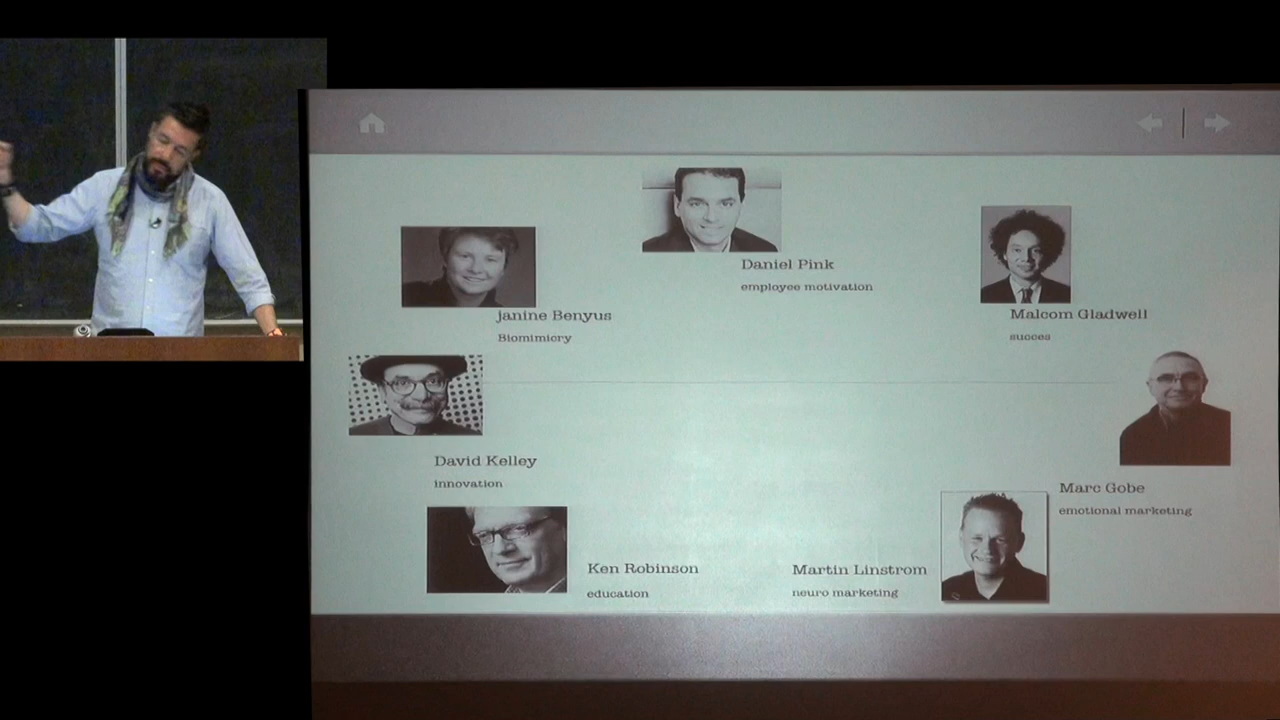 Daniel Pink
employee motivation
janine Benyus
Biomimicry
Malcom Gladwell
succes
David Kelley
innovation
Marc Gobe
emotional marketing
Ken Robinson
education
Martin Linstrom
neuro marketing